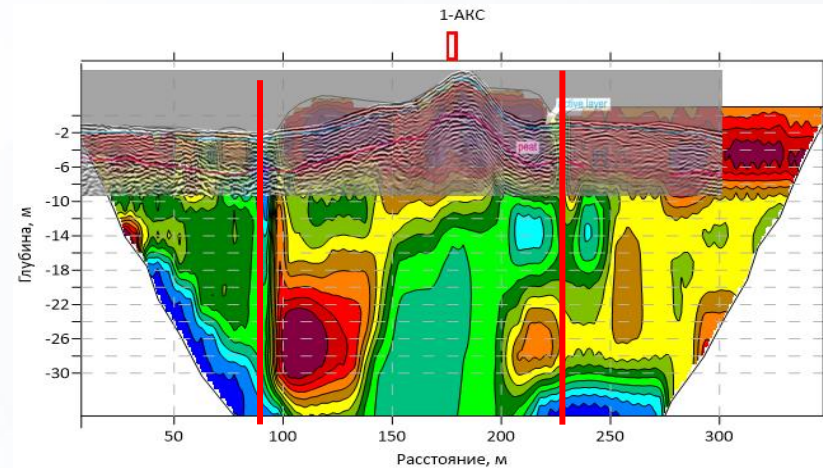 1-АКС
Active layer
peat
Глубина, м
-2
-6
-10
-14
-18
-22
-26
-30
50
100
150
200
250
300
Расстояние, м